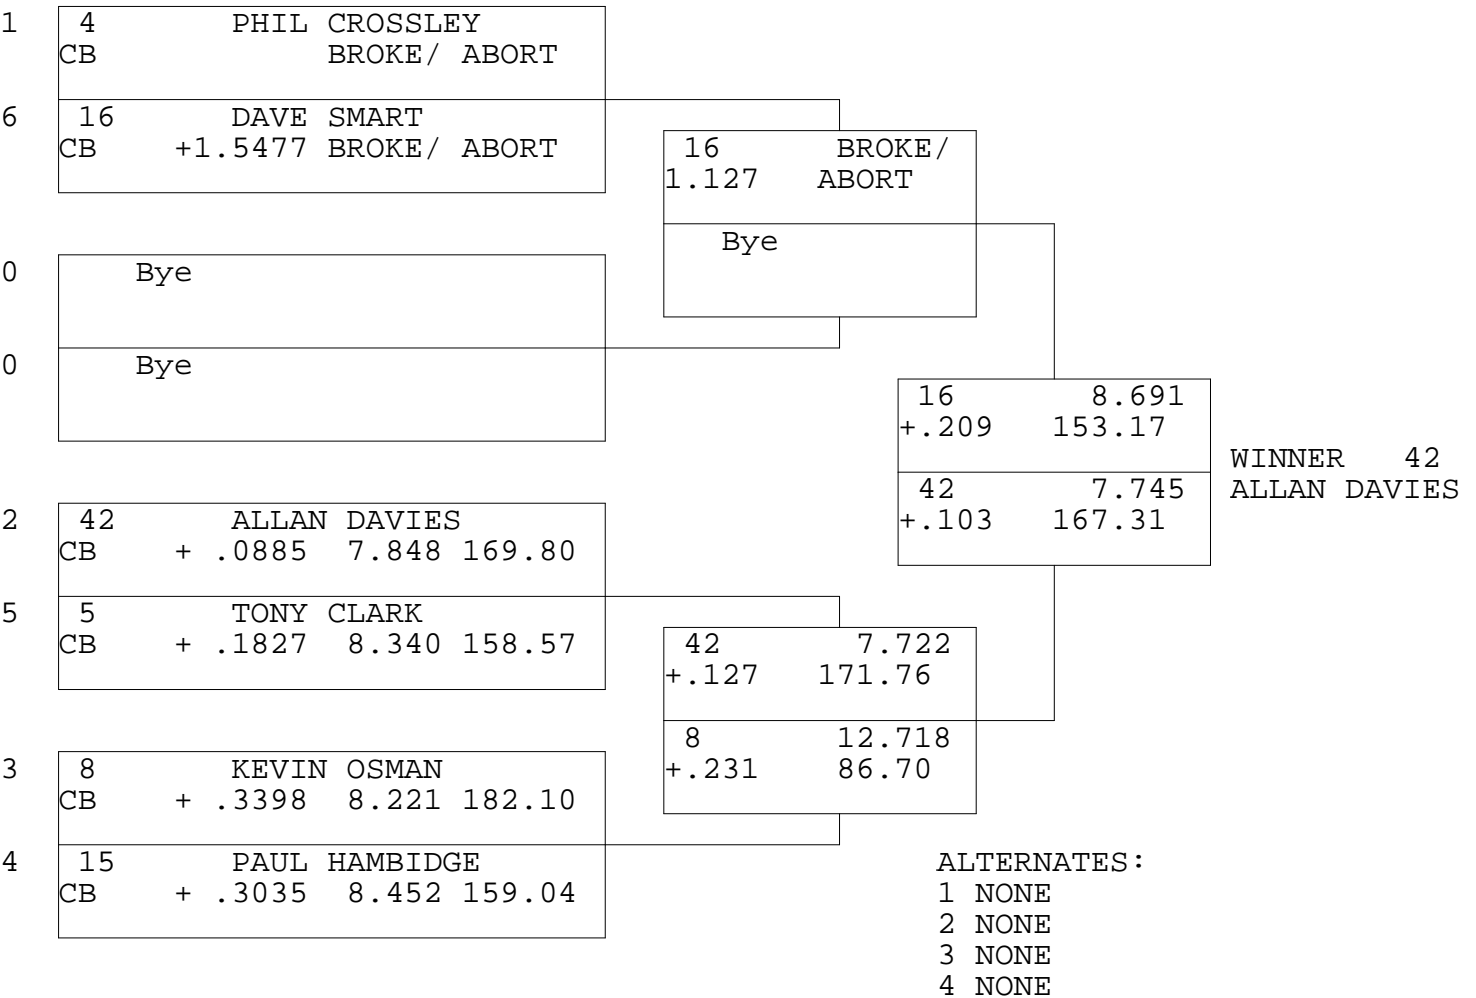 1 4 PHIL CROSSLEY
CB BROKE/ ABORT
6 16 DAVE SMART
CB +1.5477 BROKE/ ABORT
16 BROKE/
1.127 ABORT
Bye
0 Bye
0 Bye
16 8.691
+.209 153.17
WINNER 42
42 7.745 ALLAN DAVIES
+.103 167.31
2 42 ALLAN DAVIES
CB + .0885 7.848 169.80
5 5 TONY CLARK
CB + .1827 8.340 158.57
42 7.722
+.127 171.76
8 12.718
+.231 86.70
3 8 KEVIN OSMAN
CB + .3398 8.221 182.10
4 15 PAUL HAMBIDGE
CB + .3035 8.452 159.04
ALTERNATES:
1 NONE
2 NONE
3 NONE
4 NONE